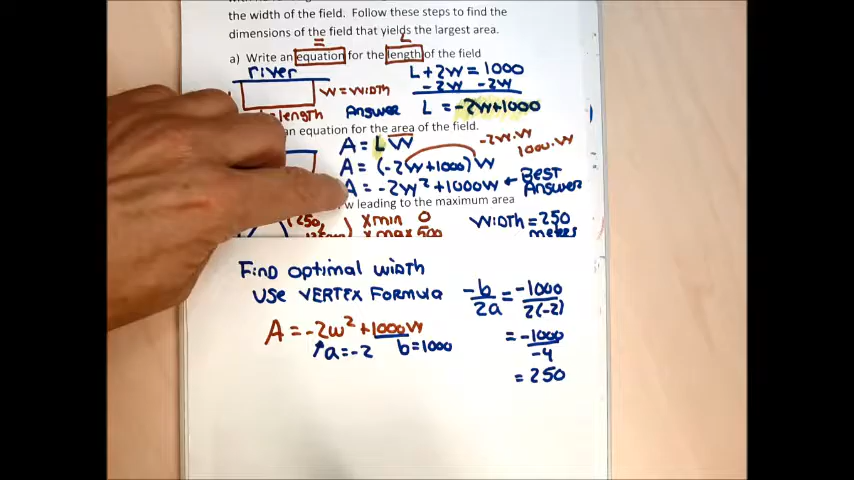 the width of the field. Follow these steps to find the
dimensions of the field that yields the largest area.
=
L
a) Write an equation for the length of the field
river
W = WIDTH
length
L + 2W = 1000
-2W -2W
Answer L = -2W+1000
an equation for the area of the field.
A = LW
-2W·W
1000·W
A = (-2W+1000)W
A = -2W² +1000W ← BEST Answer
w leading to the maximum area
(250,
xmin 0
xmax 500
WIDTH = 250
meters
FIND OPTIMAL WIDTH
USE VERTEX FORMULA
A = -2W² +1000W
↑a=-2 b=1000
-b/2a = -1000/2(-2)
= -1000/-4
= 250